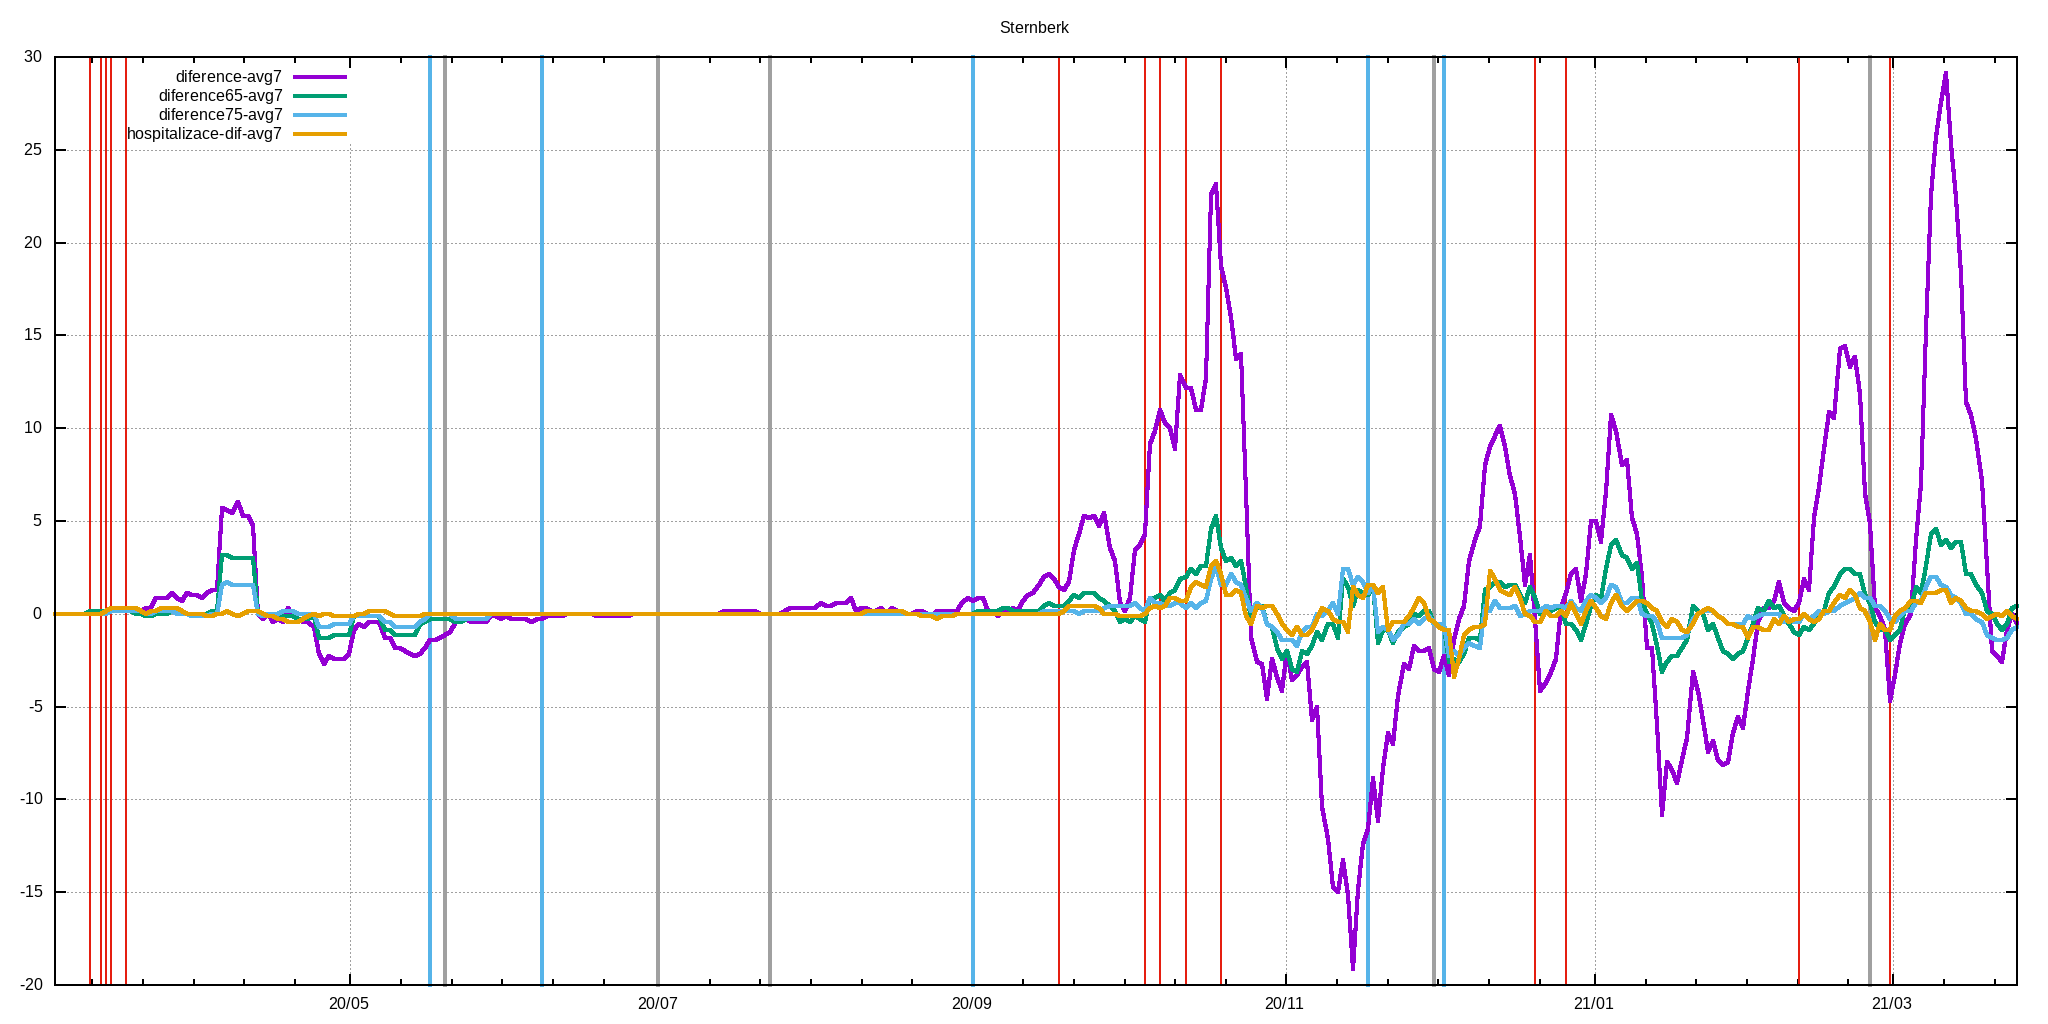 Sternberk
30
25
20
15
10
5
0
-5
-10
-15
-20
diference-avg7
diference65-avg7
diference75-avg7
hospitalizace-dif-avg7
20/05 20/07 20/09 20/11 21/01 21/03